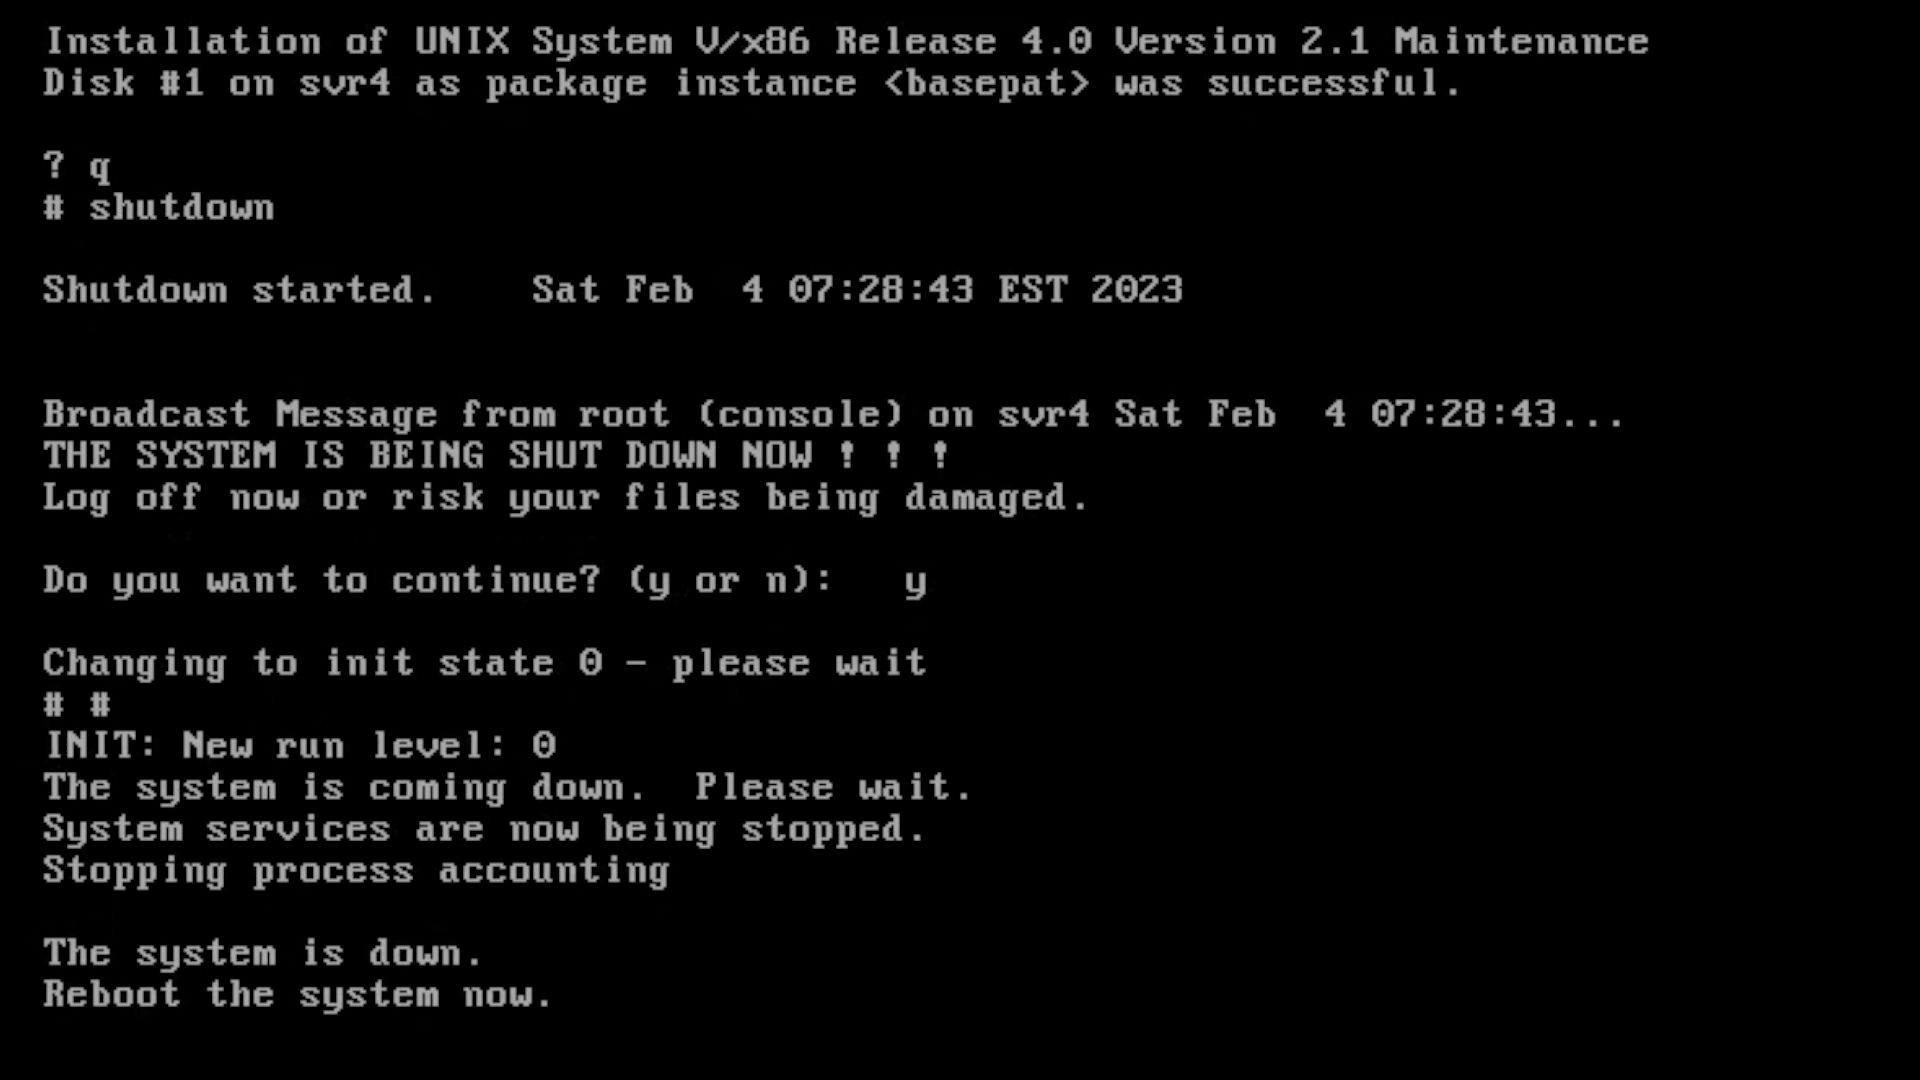 Installation of UNIX System V/x86 Release 4.0 Version 2.1 Maintenance
Disk #1 on svr4 as package instance <basepat> was successful.
? q
# shutdown
Shutdown started.    Sat Feb  4 07:28:43 EST 2023
Broadcast Message from root (console) on svr4 Sat Feb  4 07:28:43...
THE SYSTEM IS BEING SHUT DOWN NOW ! ! !
Log off now or risk your files being damaged.
Do you want to continue? (y or n):   y
Changing to init state 0 - please wait
# #
INIT: New run level: 0
The system is coming down.  Please wait.
System services are now being stopped.
Stopping process accounting
The system is down.
Reboot the system now.